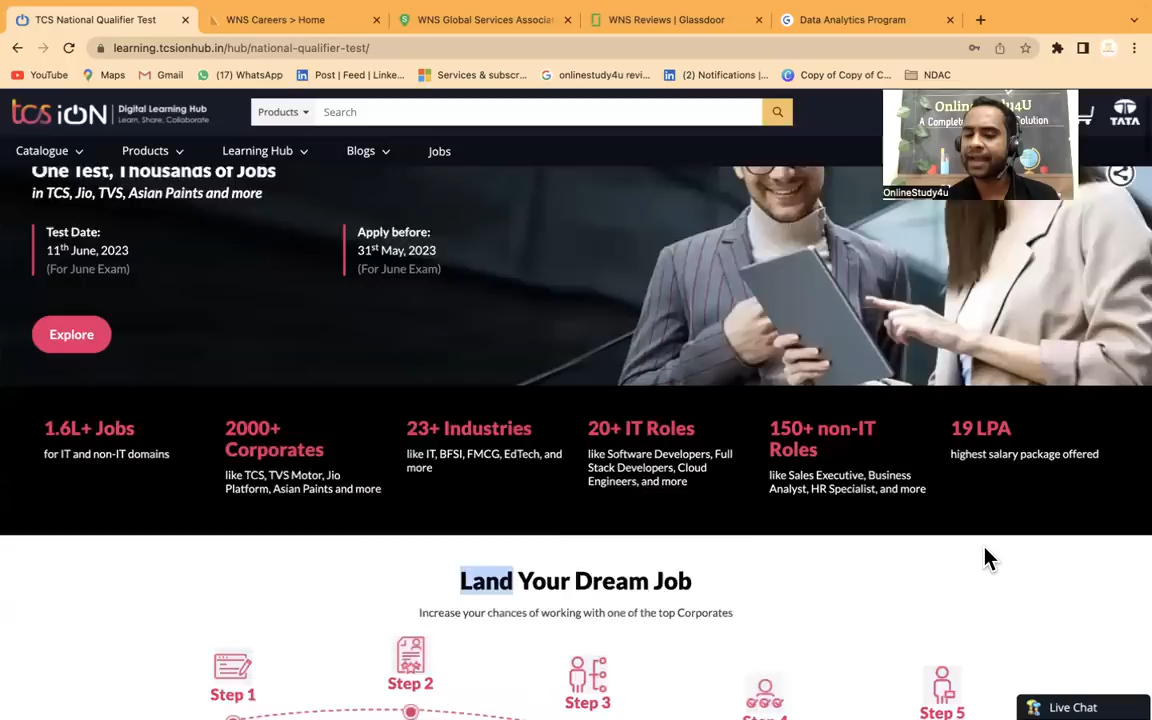 TCS National Qualifier Test
WNS Careers > Home
WNS Global Services Associat
WNS Reviews | Glassdoor
Data Analytics Program
learning.tcsionhub.in/hub/national-qualifier-test/
YouTube
Maps
Gmail
(17) WhatsApp
Post | Feed | Linke...
Services & subscr...
onlinestudy4u revi...
(2) Notifications |...
Copy of Copy of C...
NDAC
tcs iON
Digital Learning Hub
Learn, Share, Collaborate
Products
Search
TATA
Catalogue
Products
Learning Hub
Blogs
Jobs
OnlineStudy4u
One Test, Thousands of Jobs
in TCS, Jio, TVS, Asian Paints and more
Test Date:
11th June, 2023
(For June Exam)
Apply before:
31st May, 2023
(For June Exam)
Explore
1.6L+ Jobs
for IT and non-IT domains
2000+
Corporates
like TCS, TVS Motor, Jio
Platform, Asian Paints and more
23+ Industries
like IT, BFSI, FMCG, EdTech, and
more
20+ IT Roles
like Software Developers, Full
Stack Developers, Cloud
Engineers, and more
150+ non-IT
Roles
like Sales Executive, Business
Analyst, HR Specialist, and more
19 LPA
highest salary package offered
Land Your Dream Job
Increase your chances of working with one of the top Corporates
Step 1
Step 2
Step 3
Step 4
Step 5
Live Chat